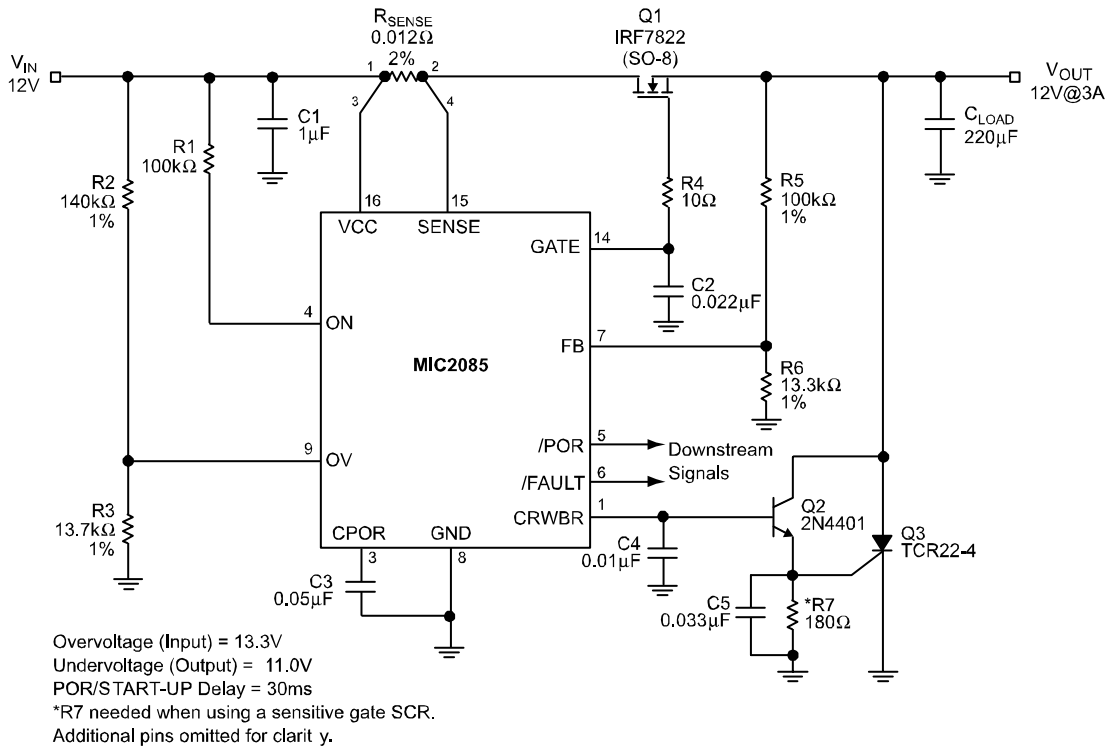 RSENSE
0.012Ω
2%
Q1
IRF7822
(SO-8)
VIN
12V
1
2
3
4
VOUT
12V@3A
C1
1µF
CLOAD
220µF
R1
100kΩ
R2
140kΩ
1%
R4
10Ω
R5
100kΩ
1%
16
15
VCC
SENSE
GATE
14
C2
0.022µF
4
ON
FB
7
MIC2085
R6
13.3kΩ
1%
/POR
5
Downstream
Signals
9
OV
/FAULT
6
CRWBR
1
Q2
2N4401
R3
13.7kΩ
1%
CPOR
GND
3
8
C4
0.01µF
Q3
TCR22-4
C3
0.05µF
C5
0.033µF
*R7
180Ω
Overvoltage (Input) = 13.3V
Undervoltage (Output) = 11.0V
POR/START-UP Delay = 30ms
*R7 needed when using a sensitive gate SCR.
Additional pins omitted for clarit y.